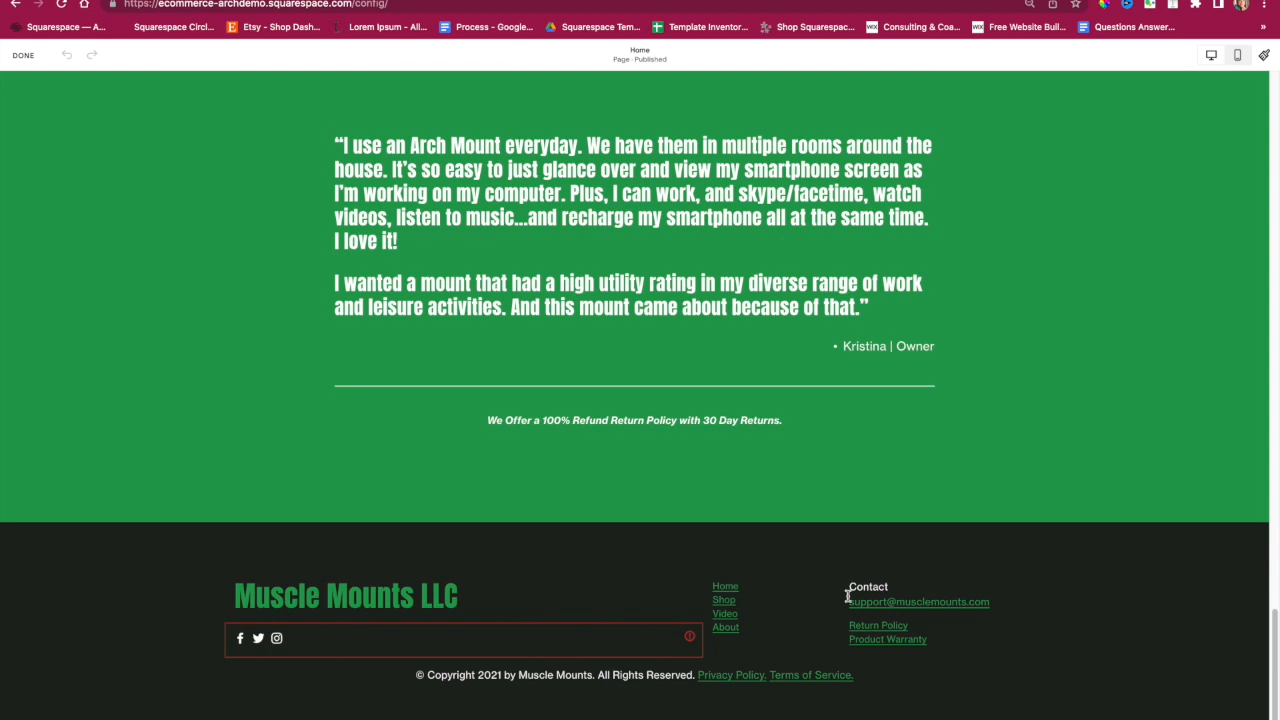 https://ecommerce-archdemo.squarespace.com/config/
Squarespace — A... Squarespace Circl... Etsy - Shop Dash... Lorem Ipsum - All... Process - Google... Squarespace Tem... Template Inventor... Shop Squarespac... Consulting & Coa... Free Website Buil... Questions Answer... »
DONE
Home
Page · Published
“I use an Arch Mount everyday. We have them in multiple rooms around the
house. It’s so easy to just glance over and view my smartphone screen as
I’m working on my computer. Plus, I can work, and skype/facetime, watch
videos, listen to music...and recharge my smartphone all at the same time.
I love it!
I wanted a mount that had a high utility rating in my diverse range of work
and leisure activities. And this mount came about because of that.”
• Kristina | Owner
We Offer a 100% Refund Return Policy with 30 Day Returns.
Muscle Mounts LLC
Home
Shop
Video
About
Contact
support@musclemounts.com
Return Policy
Product Warranty
© Copyright 2021 by Muscle Mounts. All Rights Reserved. Privacy Policy. Terms of Service.